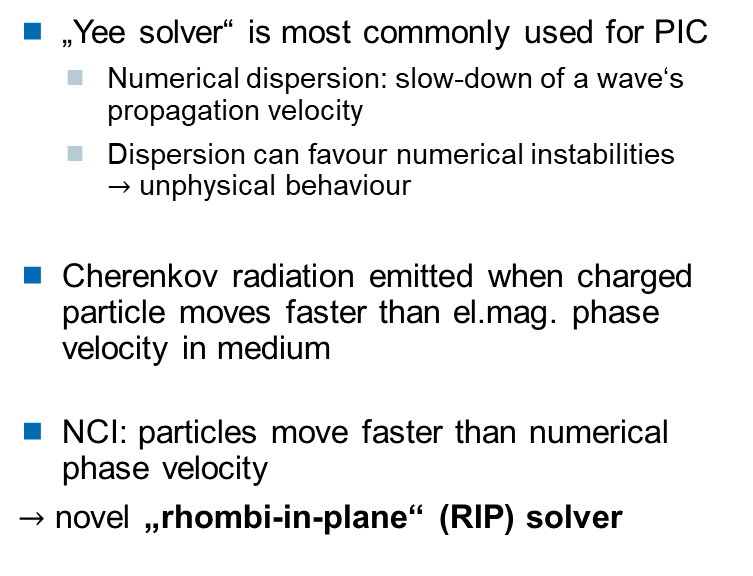 „Yee solver“ is most commonly used for PIC
Numerical dispersion: slow-down of a wave‘s
propagation velocity
Dispersion can favour numerical instabilities
→ unphysical behaviour
Cherenkov radiation emitted when charged
particle moves faster than el.mag. phase
velocity in medium
NCI: particles move faster than numerical
phase velocity
→ novel „rhombi-in-plane“ (RIP) solver